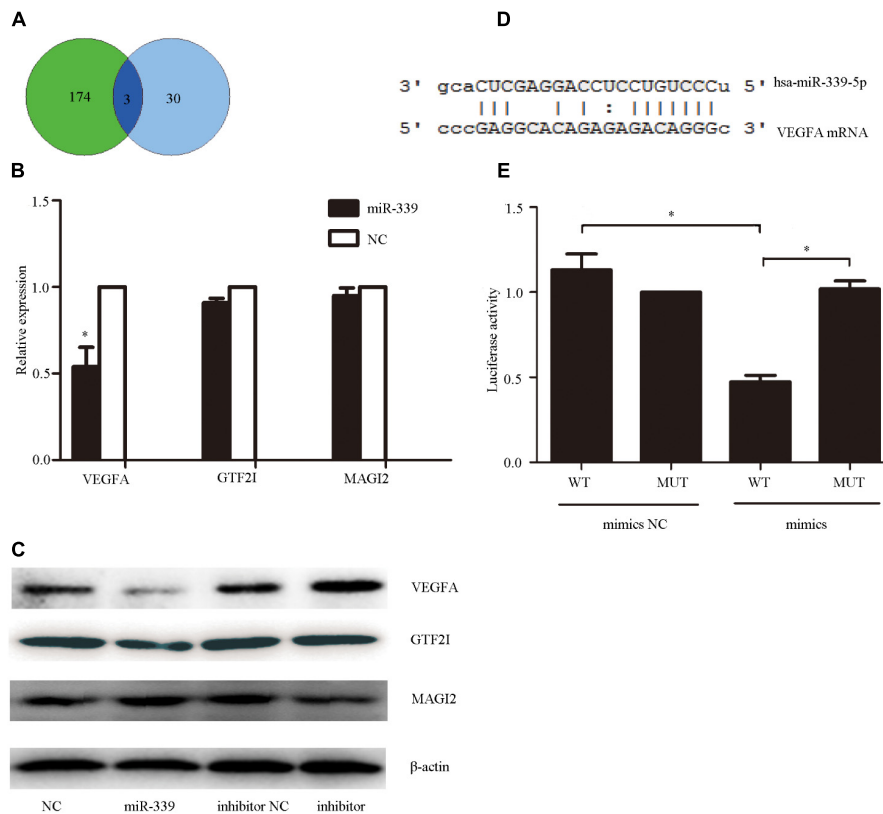 A
174
3
30
B
Relative expression
1.5
1.0
0.5
0.0
*
miR-339
NC
VEGFA
GTF2I
MAGI2
C
VEGFA
GTF2I
MAGI2
β-actin
NC
miR-339
inhibitor NC
inhibitor
D
3' gcaCUCGAGGACCUCCUGUCCCu 5' hsa-miR-339-5p
||| | | : |||||||
5' cccGAGGCACAGAGAGACAGGGc 3' VEGFA mRNA
E
Luciferase activity
1.5
1.0
0.5
0.0
*
*
WT
MUT
WT
MUT
mimics NC
mimics